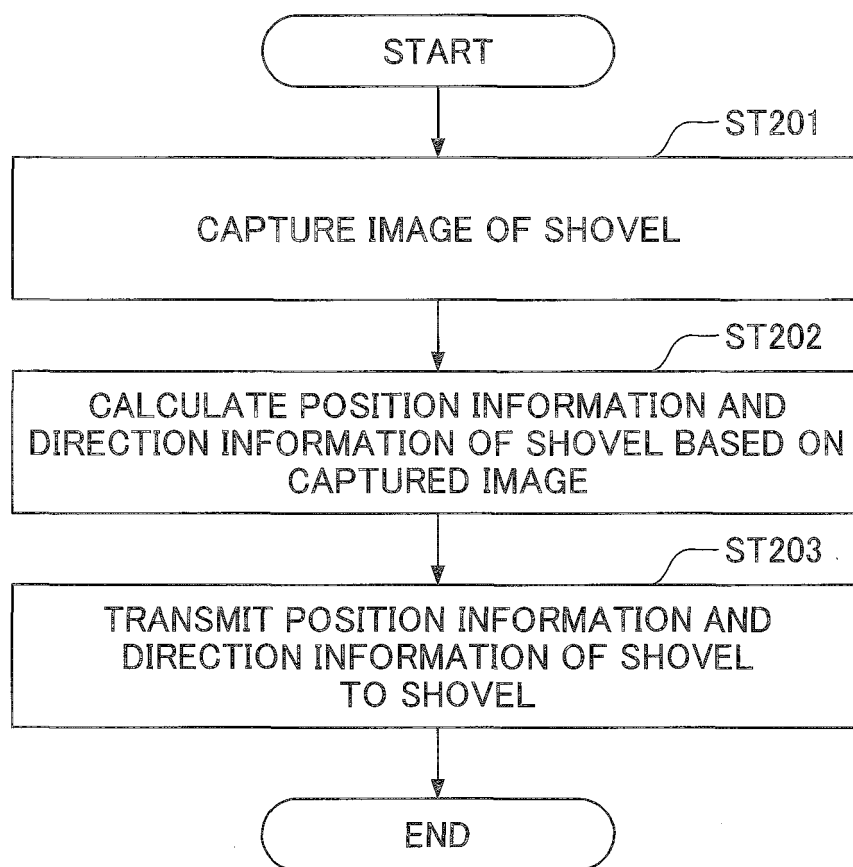 START
ST201
CAPTURE IMAGE OF SHOVEL
ST202
CALCULATE POSITION INFORMATION AND
DIRECTION INFORMATION OF SHOVEL BASED ON
CAPTURED IMAGE
ST203
TRANSMIT POSITION INFORMATION AND
DIRECTION INFORMATION OF SHOVEL
TO SHOVEL
END